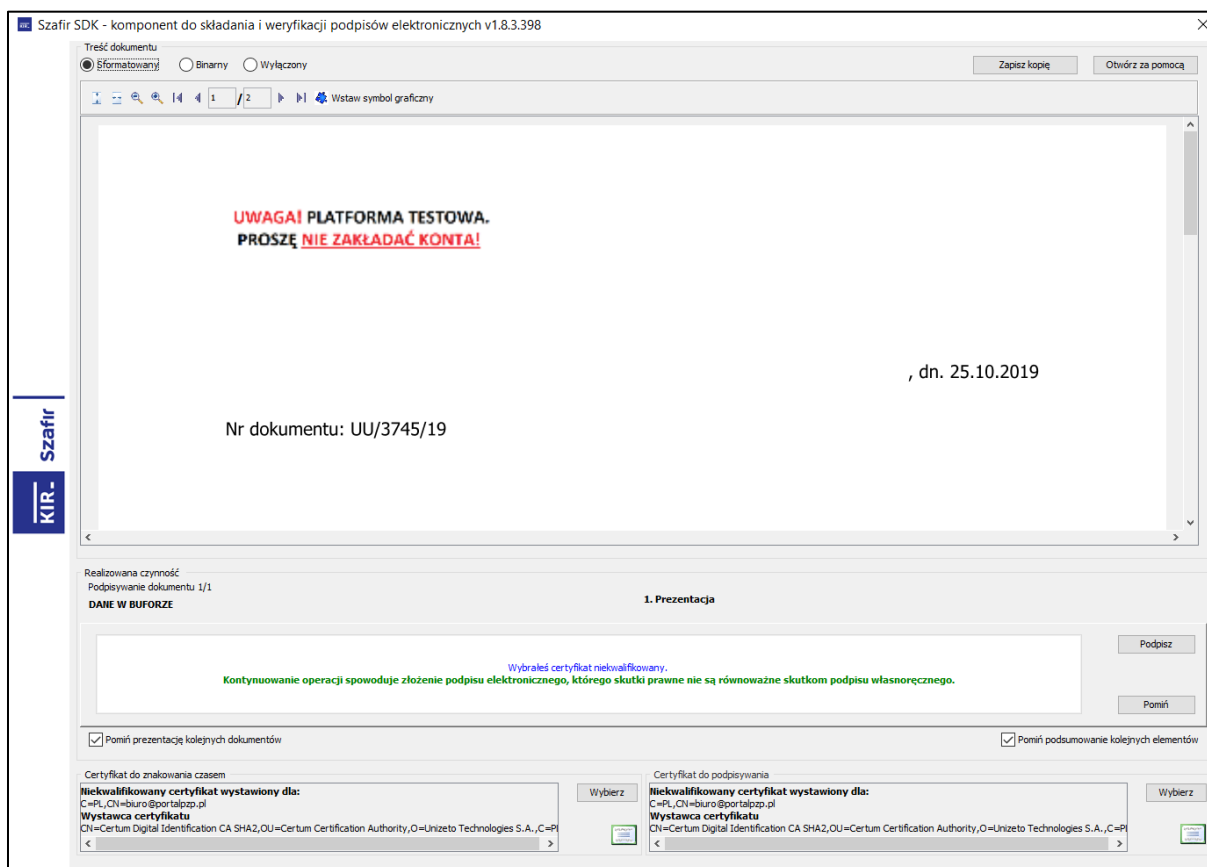 Szafir SDK - komponent do składania i weryfikacji podpisów elektronicznych v1.8.3.398
Treść dokumentu
Sformatowany Binarny Wyłączony Zapisz kopię Otwórz za pomocą
1 / 2 Wstaw symbol graficzny
UWAGA! PLATFORMA TESTOWA.
PROSZĘ NIE ZAKŁADAĆ KONTA!
, dn. 25.10.2019
Nr dokumentu: UU/3745/19
Szafir
KIR
Realizowana czynność
Podpisywanie dokumentu 1/1
DANE W BUFORZE
1. Prezentacja
Wybrałeś certyfikat niekwalifikowany.
Kontynuowanie operacji spowoduje złożenie podpisu elektronicznego, którego skutki prawne nie są równoważne skutkom podpisu własnoręcznego.
Podpisz
Pomiń
Pomiń prezentację kolejnych dokumentów
Pomiń podsumowanie kolejnych elementów
Certyfikat do znakowania czasem
Niekwalifikowany certyfikat wystawiony dla:
C=PL,CN=biuro@portalpzp.pl
Wystawca certyfikatu
CN=Certum Digital Identification CA SHA2,OU=Certum Certification Authority,O=Unizeto Technologies S.A.,C=Pl
Wybierz
Certyfikat do podpisywania
Niekwalifikowany certyfikat wystawiony dla:
C=PL,CN=biuro@portalpzp.pl
Wystawca certyfikatu
CN=Certum Digital Identification CA SHA2,OU=Certum Certification Authority,O=Unizeto Technologies S.A.,C=Pl
Wybierz